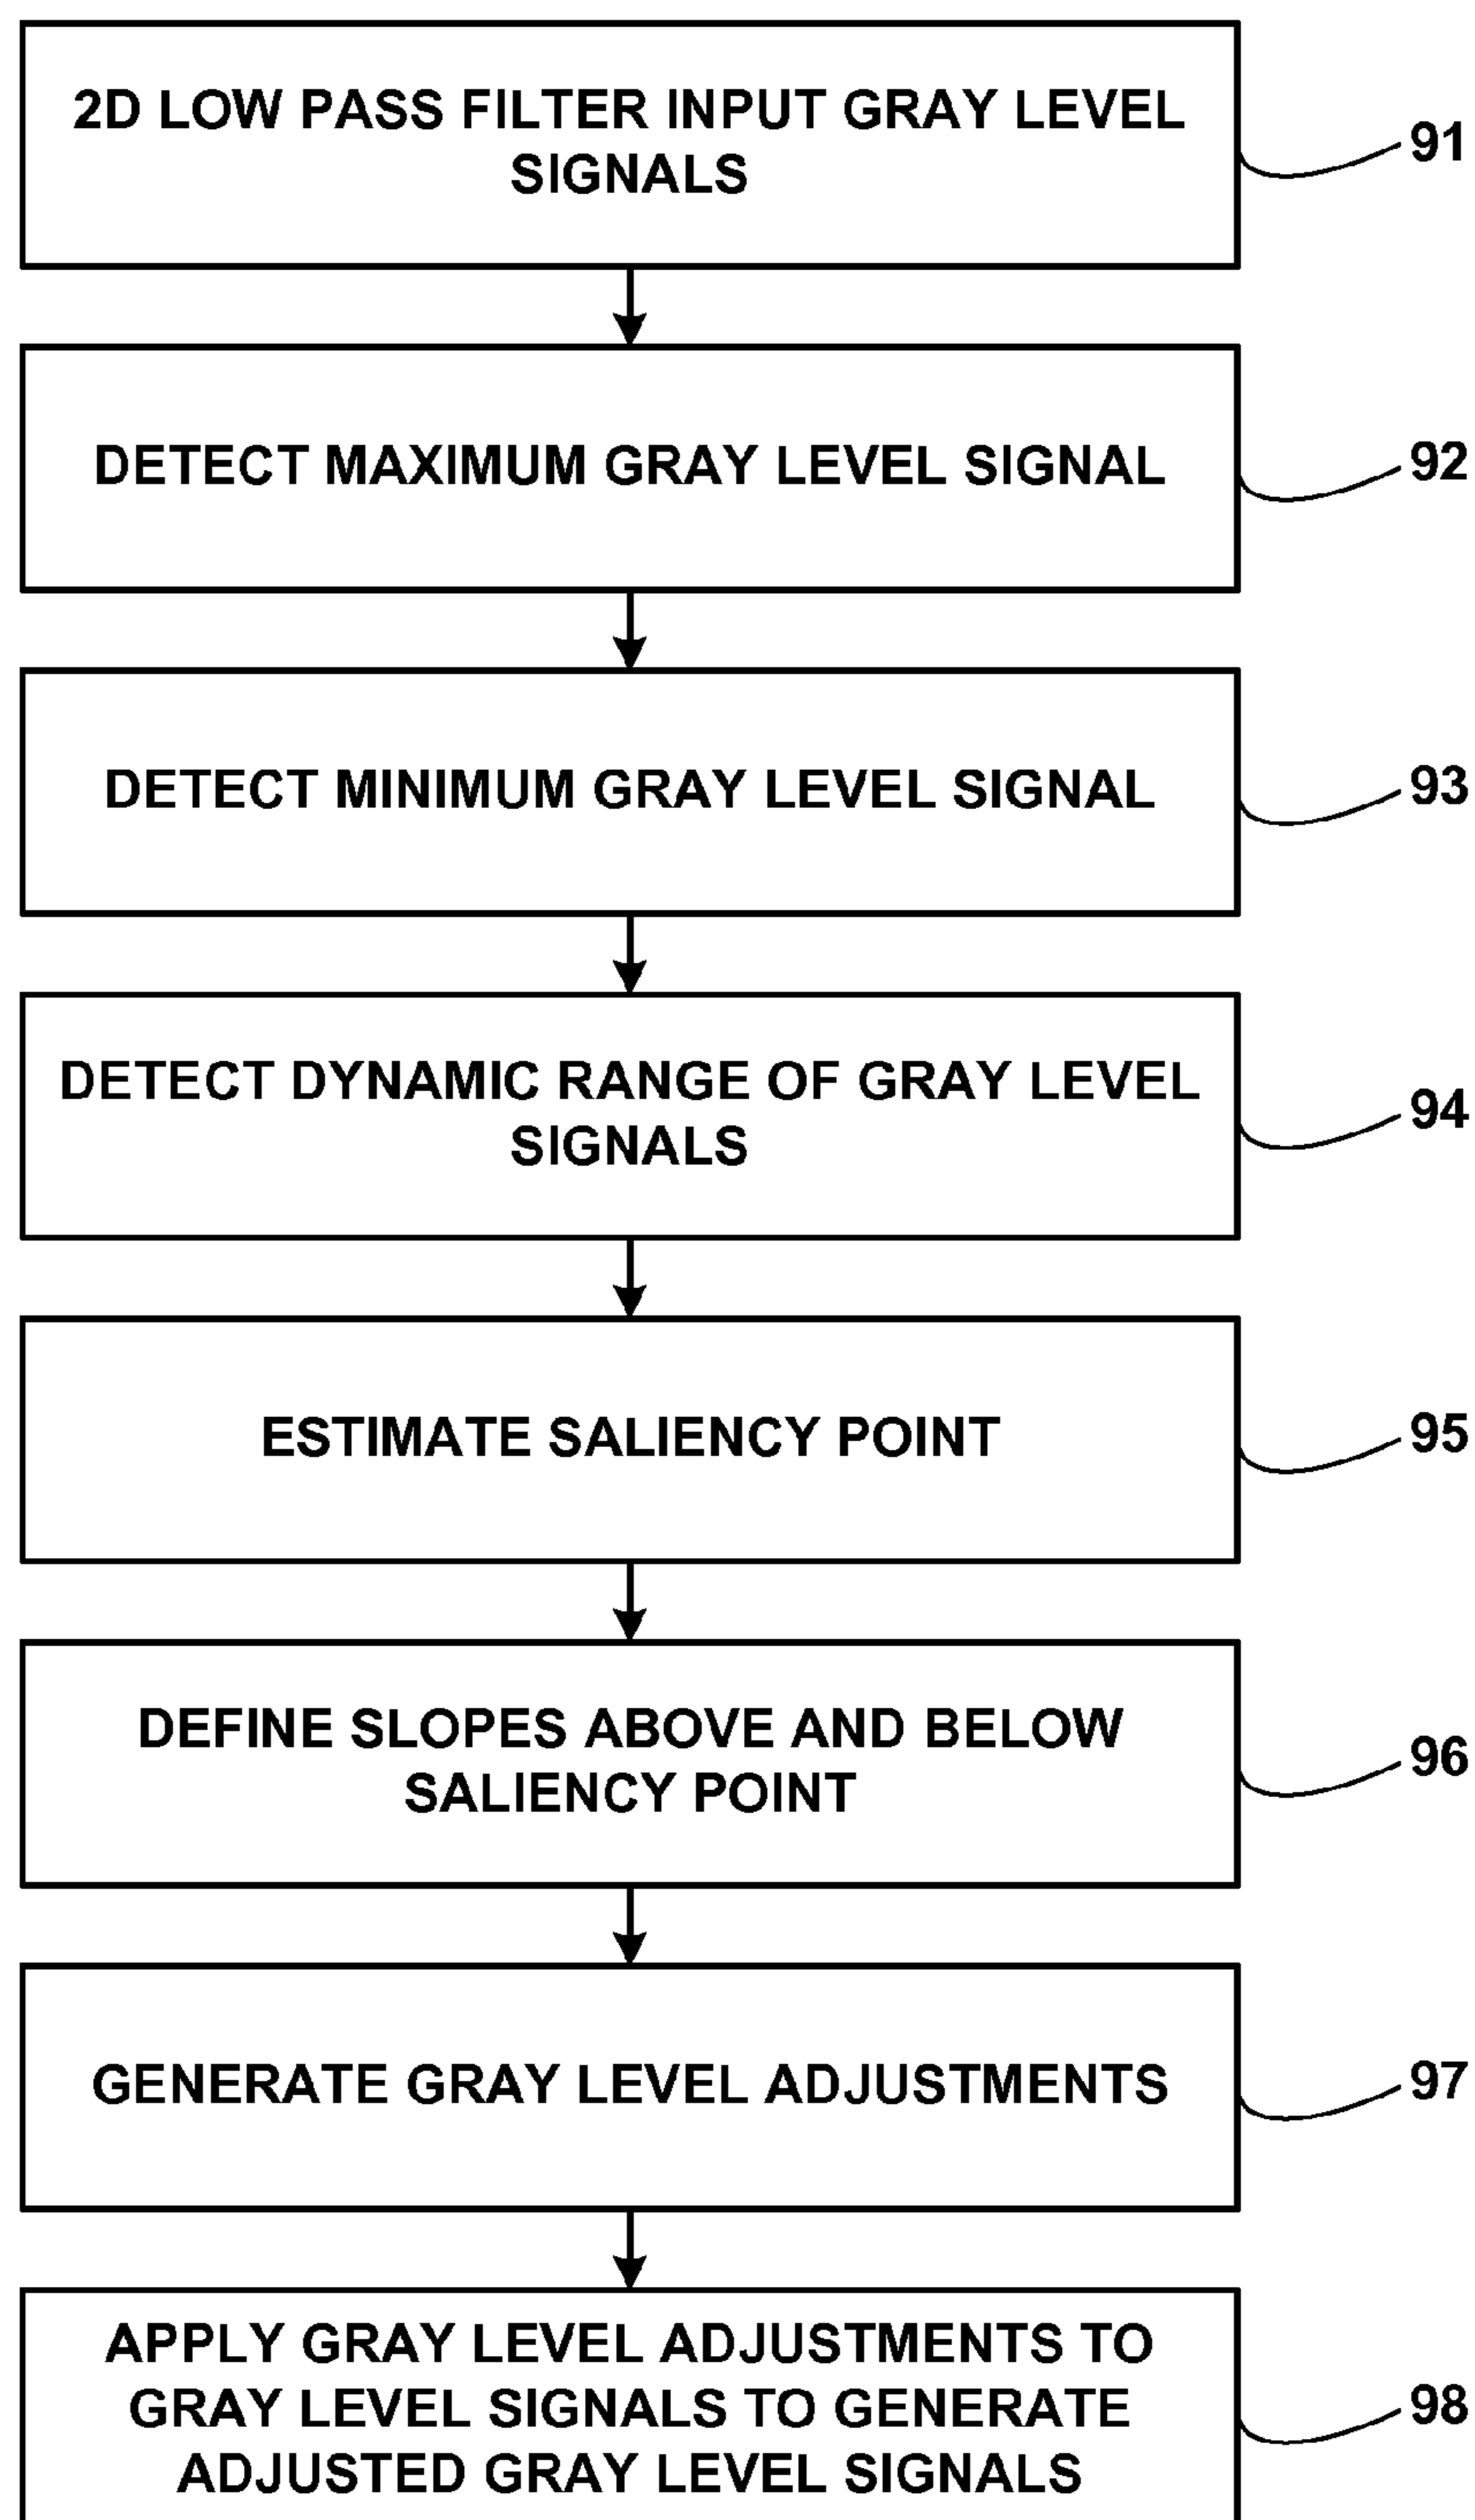 2D LOW PASS FILTER INPUT GRAY LEVEL
SIGNALS
91
DETECT MAXIMUM GRAY LEVEL SIGNAL
92
DETECT MINIMUM GRAY LEVEL SIGNAL
93
DETECT DYNAMIC RANGE OF GRAY LEVEL
SIGNALS
94
ESTIMATE SALIENCY POINT
95
DEFINE SLOPES ABOVE AND BELOW
SALIENCY POINT
96
GENERATE GRAY LEVEL ADJUSTMENTS
97
APPLY GRAY LEVEL ADJUSTMENTS TO
GRAY LEVEL SIGNALS TO GENERATE
ADJUSTED GRAY LEVEL SIGNALS
98